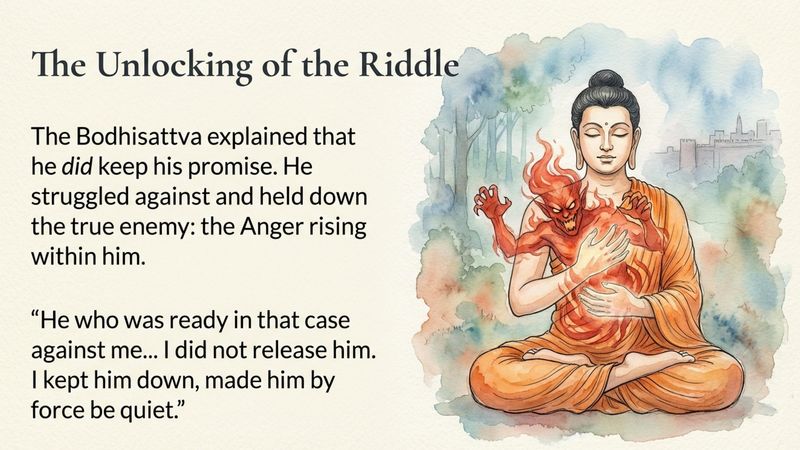 The Unlocking of the Riddle
The Bodhisattva explained that
he did keep his promise. He
struggled against and held down
the true enemy: the Anger rising
within him.
“He who was ready in that case
against me... I did not release him.
I kept him down, made him by
force be quiet.”